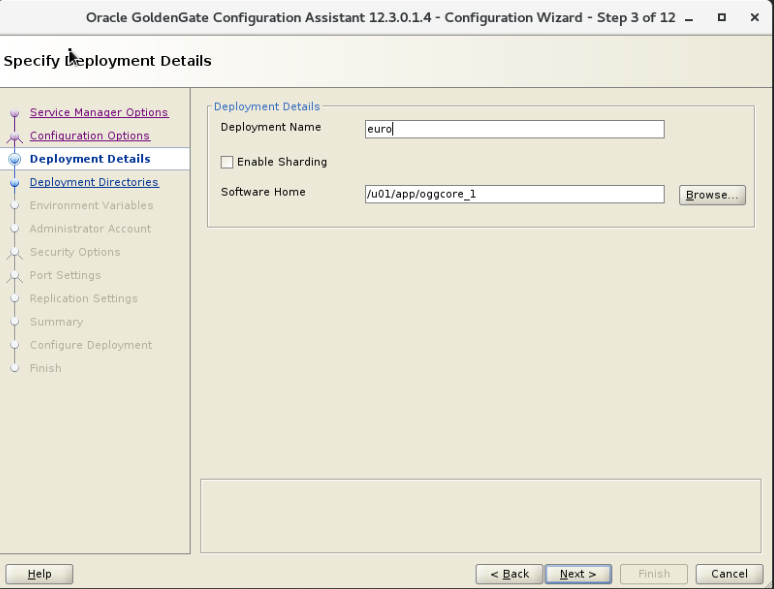 Oracle GoldenGate Configuration Assistant 12.3.0.1.4 - Configuration Wizard - Step 3 of 12
Specify Deployment Details
Service Manager Options
Configuration Options
Deployment Details
Deployment Directories
Environment Variables
Administrator Account
Security Options
Port Settings
Replication Settings
Summary
Configure Deployment
Finish
Deployment Details
Deployment Name euro
Enable Sharding
Software Home /u01/app/oggcore_1 Browse...
Help < Back Next > Finish Cancel